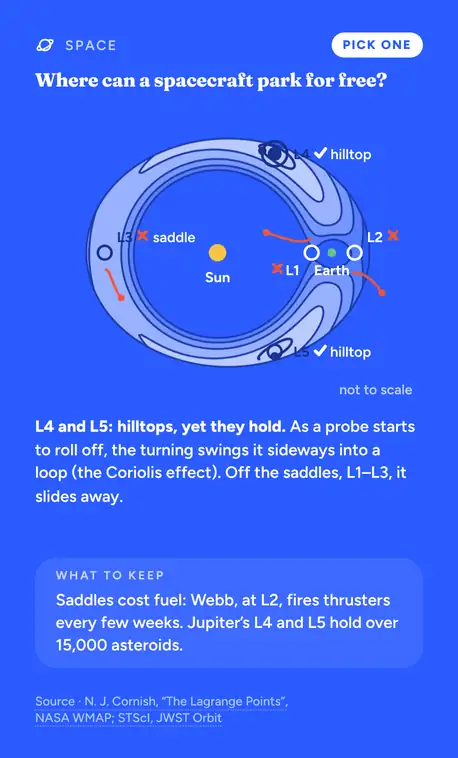 SPACE
PICK ONE
Where can a spacecraft park for free?
L4 ✓ hilltop
L3 ✗ saddle
L2 ✗
Sun
✗ L1 Earth
L5 ✓ hilltop
not to scale
L4 and L5: hilltops, yet they hold. As a probe starts
to roll off, the turning swings it sideways into a
loop (the Coriolis effect). Off the saddles, L1–L3, it
slides away.
WHAT TO KEEP
Saddles cost fuel: Webb, at L2, fires thrusters
every few weeks. Jupiter’s L4 and L5 hold over
15,000 asteroids.
Source · N. J. Cornish, “The Lagrange Points”,
NASA WMAP; STScI, JWST Orbit